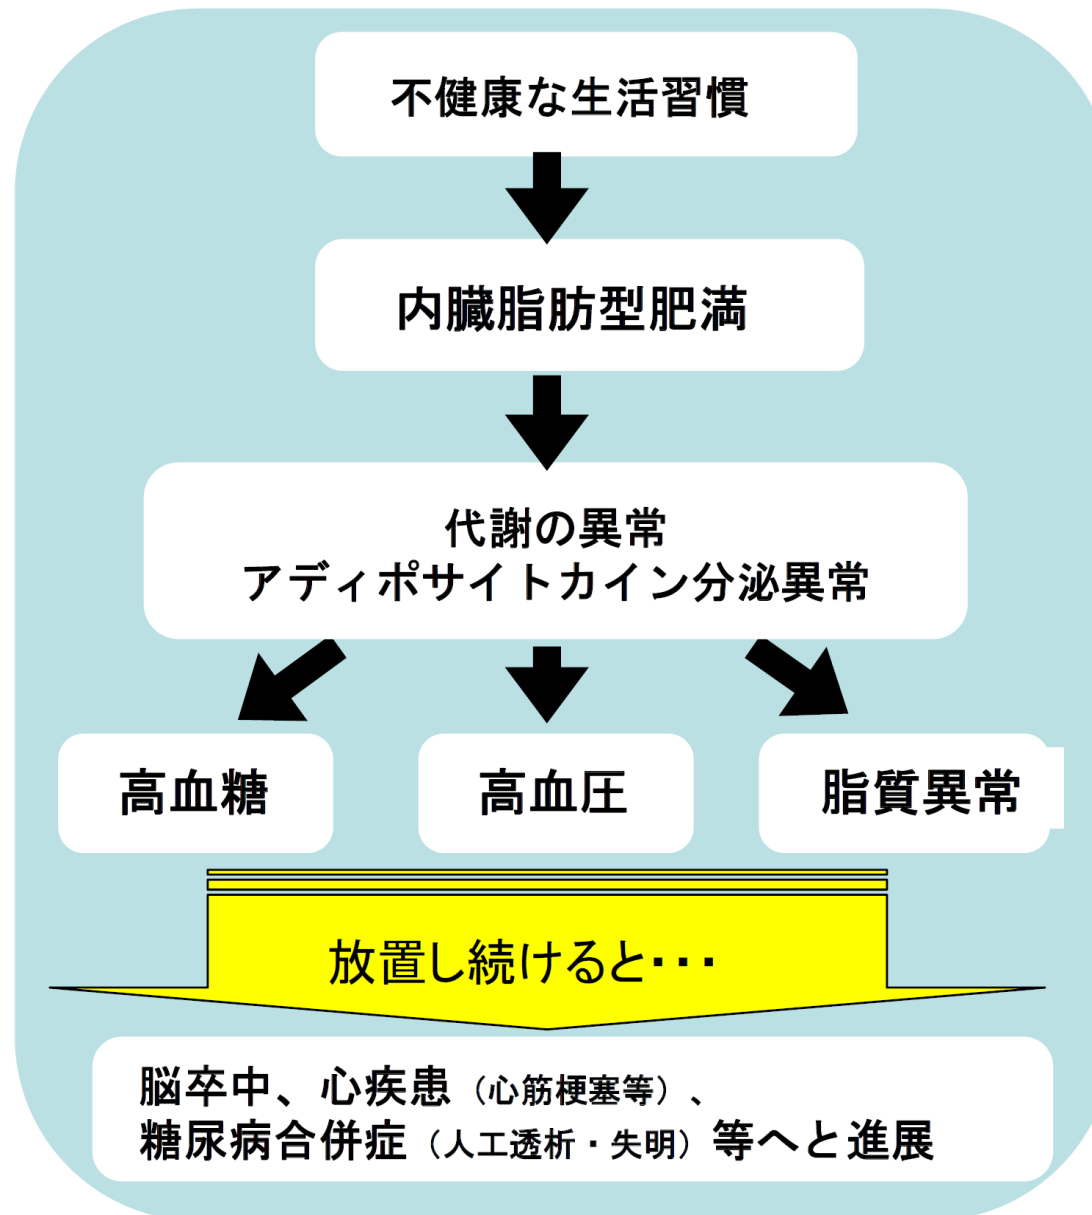 不健康な生活習慣
内臓脂肪型肥満
代謝の異常
アディポサイトカイン分泌異常
高血糖
高血圧
脂質異常
放置し続けると･･･
脳卒中、心疾患（心筋梗塞等）、
糖尿病合併症（人工透析・失明）等へと進展